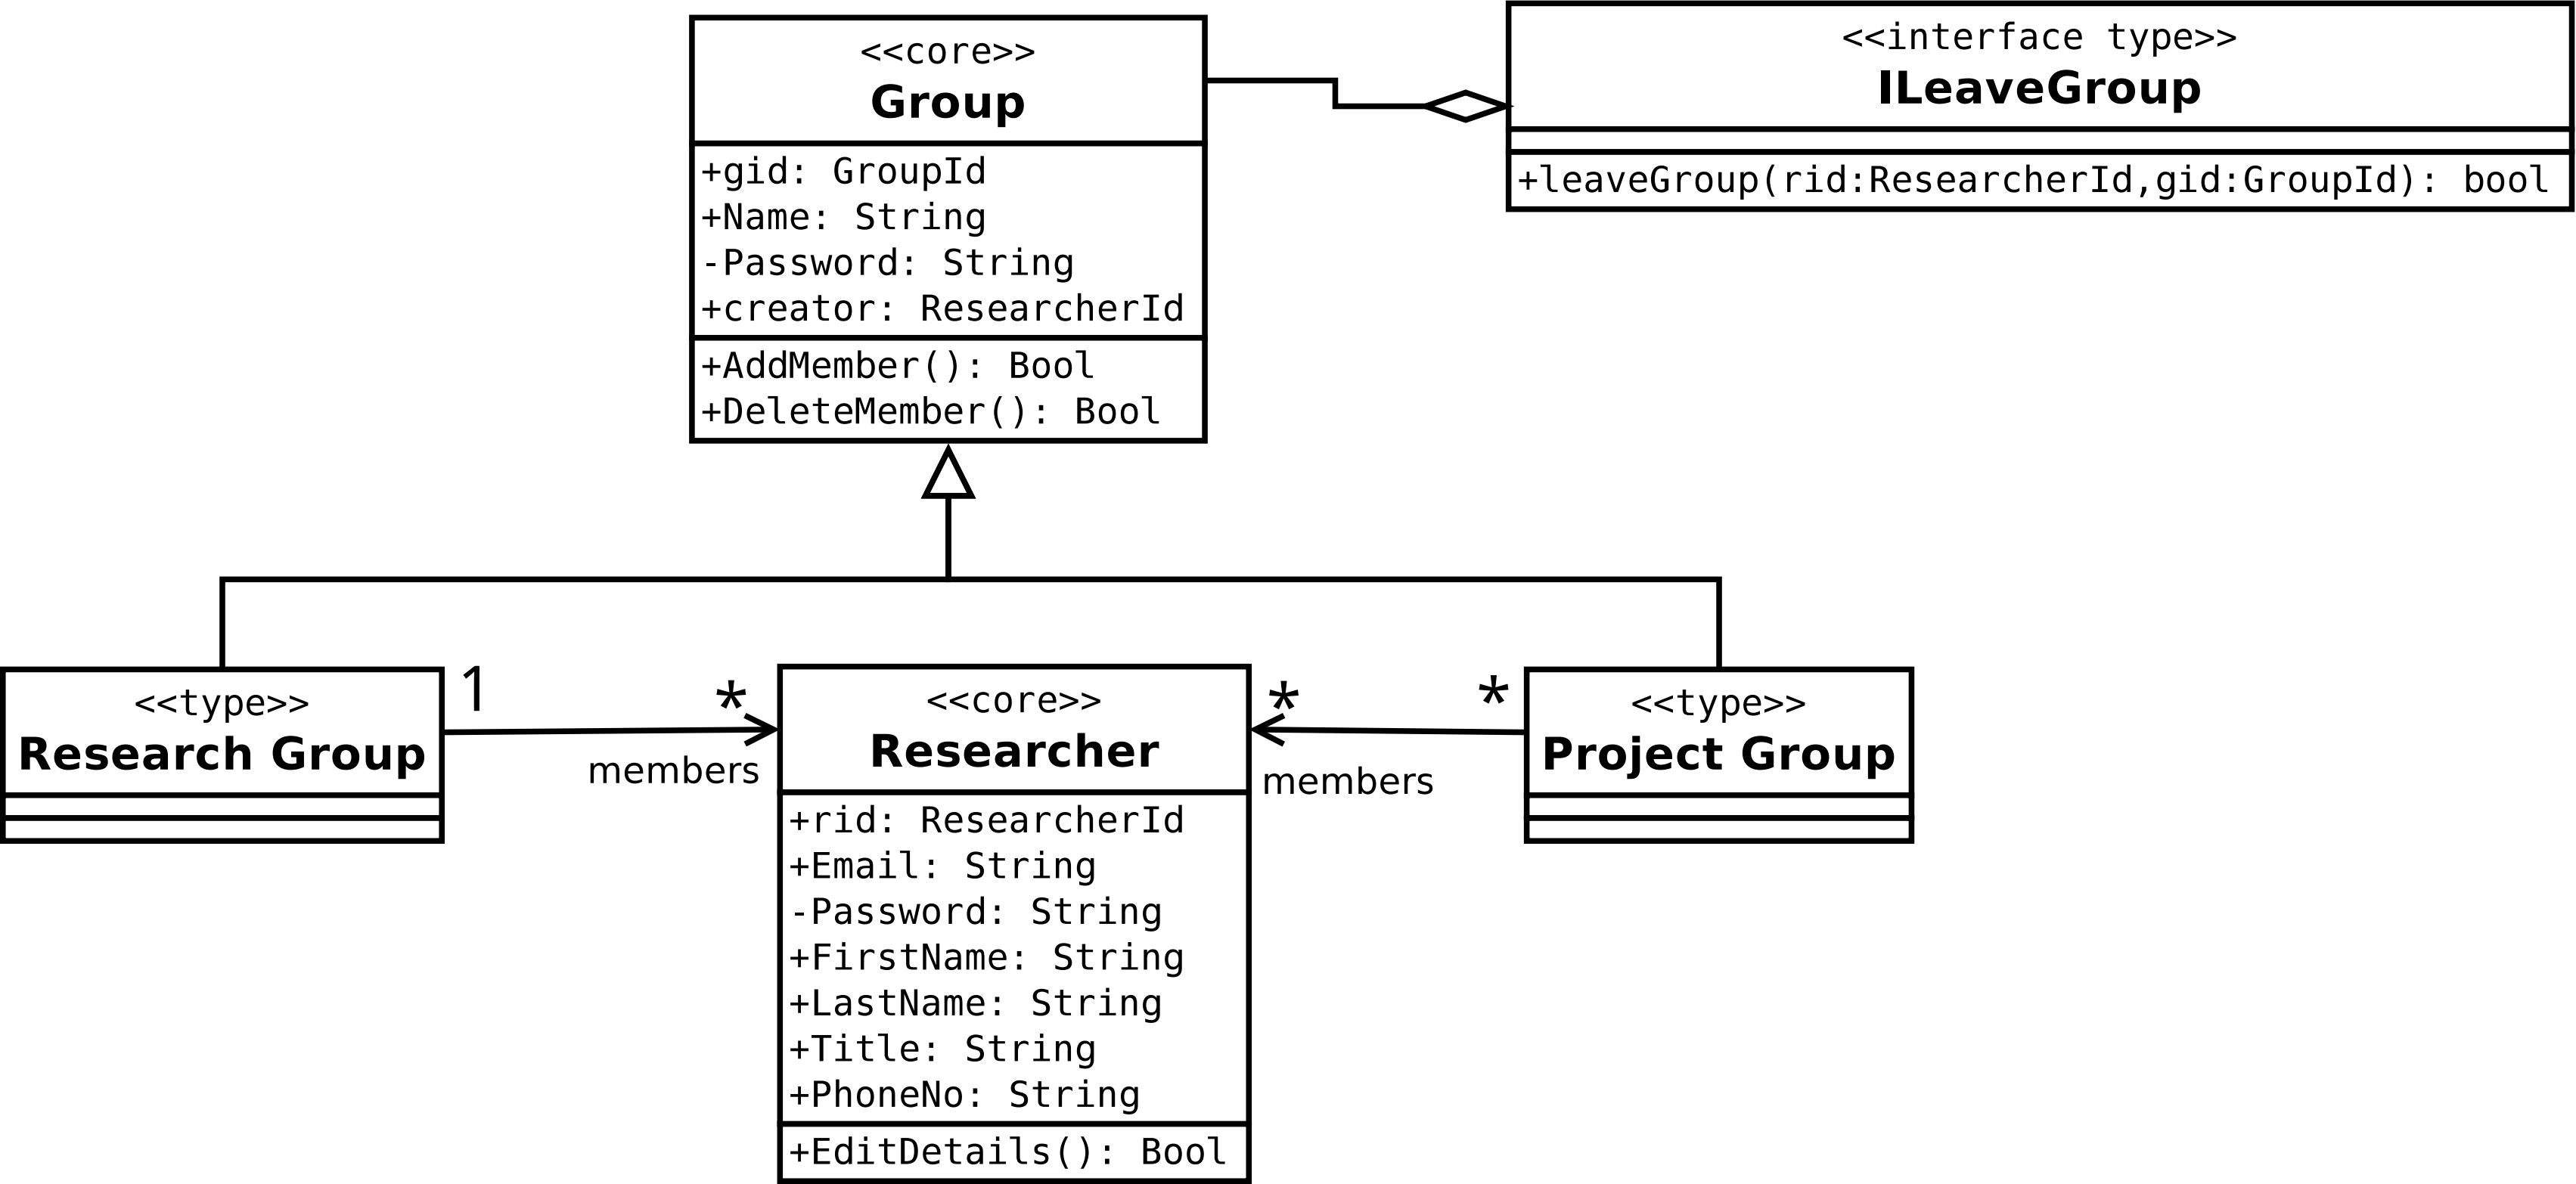 <<core>>
Group
+gid: GroupId
+Name: String
-Password: String
+creator: ResearcherId
+AddMember(): Bool
+DeleteMember(): Bool
<<interface type>>
ILeaveGroup
+leaveGroup(rid:ResearcherId,gid:GroupId): bool
<<type>>
Research Group
1
*
members
<<core>>
Researcher
+rid: ResearcherId
+Email: String
-Password: String
+FirstName: String
+LastName: String
+Title: String
+PhoneNo: String
+EditDetails(): Bool
*
*
members
<<type>>
Project Group